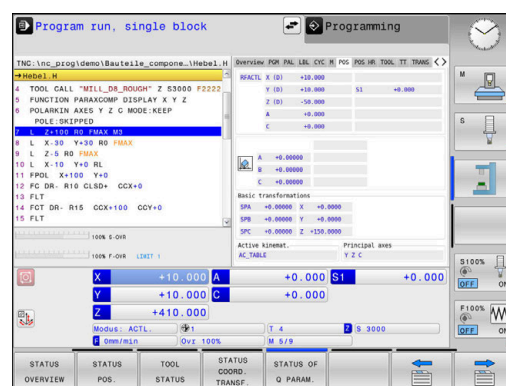 Program run, single block
Programming
TNC:\nc_prog\demo\Bauteile_compone…\Hebel.H
→Hebel.H
4 TOOL CALL "MILL_D8_ROUGH" Z S3000 F2222
5 FUNCTION PARAXCOMP DISPLAY X Y Z
6 POLARKIN AXES Y Z C MODE:KEEP
POLE:SKIPPED
7 L Z+100 R0 FMAX M3
8 L X-30 Y+30 R0 FMAX
9 L Z-5 R0 FMAX
10 L X-10 Y+0 RL
11 FPOL X+100 Y+0
12 FC DR- R10 CLSD+ CCX+0
13 FLT
14 FCT DR- R15 CCX+100 CCY+0
15 FLT
100% S-OVR
100% F-OVR LIMIT 1
Overview PGM PAL LBL CYC M POS POS HR TOOL TT TRANS
RFACTL X (D) +10.000
Y (D) +10.000 S1 +0.000
Z (D) -50.000
A +0.000
C +0.000
A +0.00000
B +0.00000
C +0.00000
Basic transformations
SPA +0.00000 X +0.0000
SPB +0.00000 Y +0.0000
SPC +0.00000 Z +150.0000
Active kinemat. Principal axes
AC_TABLE Y Z C
X +10.000 A +0.000 S1 +0.000
Y +10.000 C +0.000
Z +410.000
Modus: ACTL. 1 T 4 Z S 3000
F 0mm/min Ovr 100% M 5/9
M
S
S100%
OFF ON
F100%
OFF ON
STATUS OVERVIEW
STATUS POS.
TOOL STATUS
STATUS COORD. TRANSF.
STATUS OF Q PARAM.